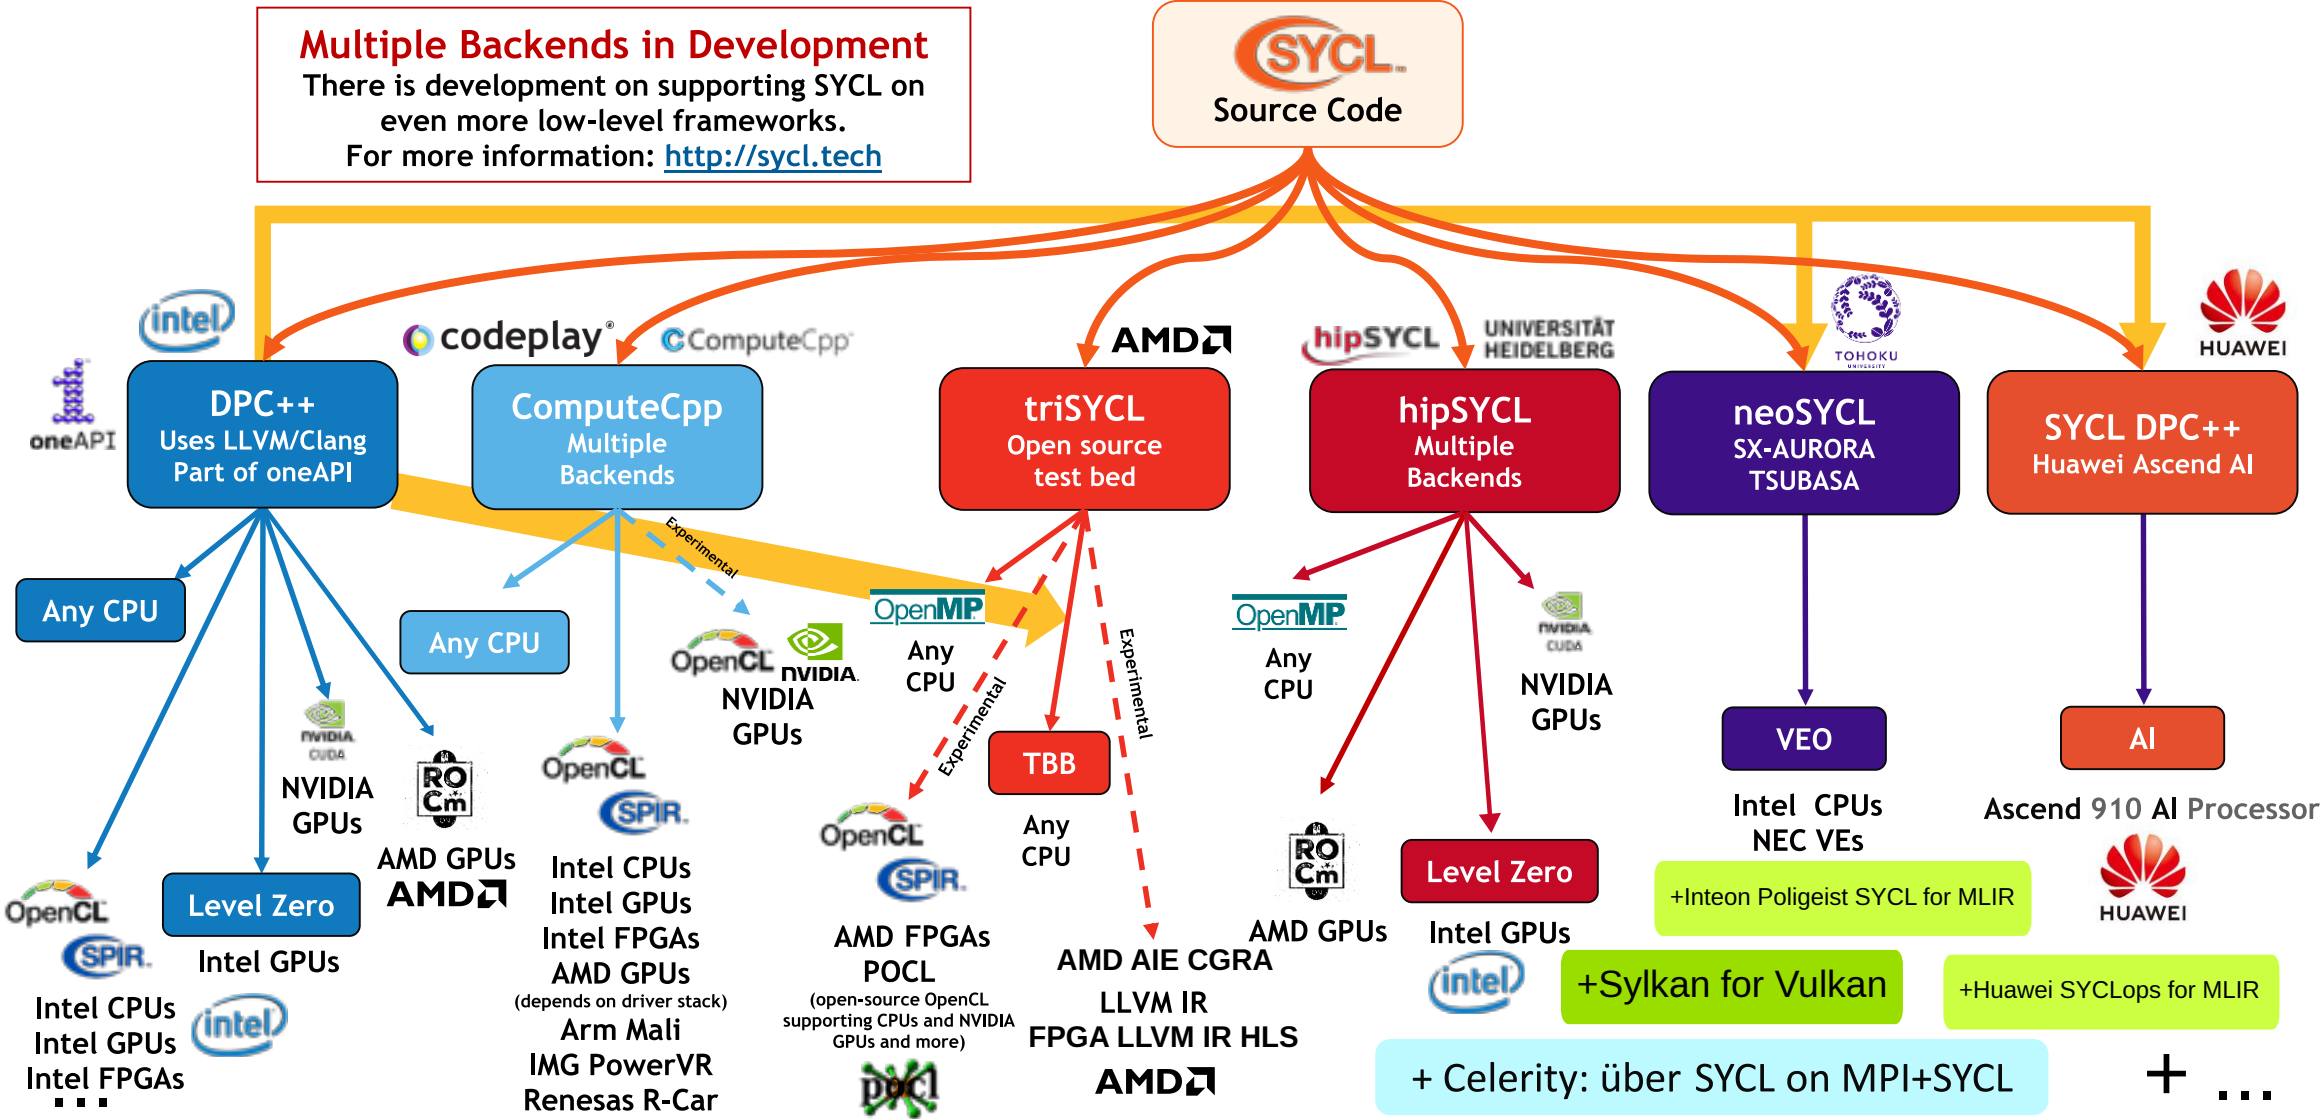 Multiple Backends in Development
There is development on supporting SYCL on
even more low-level frameworks.
For more information: http://sycl.tech
SYCL™
Source Code
intel
oneAPI
DPC++
Uses LLVM/Clang
Part of oneAPI
codeplay®
ComputeCpp™
ComputeCpp
Multiple
Backends
AMD
triSYCL
Open source
test bed
hipSYCL
UNIVERSITÄT
HEIDELBERG
hipSYCL
Multiple
Backends
TOHOKU
UNIVERSITY
neoSYCL
SX-AURORA
TSUBASA
HUAWEI
SYCL DPC++
Huawei Ascend AI
Any CPU
NVIDIA
CUDA
NVIDIA
GPUs
ROCm
AMD GPUs
AMD
OpenCL
SPIR.
Intel CPUs
Intel GPUs
Intel FPGAs
...
Level Zero
Intel GPUs
intel
Any CPU
Experimental
OpenCL
NVIDIA.
NVIDIA
GPUs
OpenCL
SPIR.
Intel CPUs
Intel GPUs
Intel FPGAs
AMD GPUs
(depends on driver stack)
Arm Mali
IMG PowerVR
Renesas R-Car
OpenMP
Any
CPU
Experimental
OpenCL
SPIR.
AMD FPGAs
POCL
(open-source OpenCL
supporting CPUs and NVIDIA
GPUs and more)
pocl
TBB
Any
CPU
Experimental
AMD AIE CGRA
LLVM IR
FPGA LLVM IR HLS
AMD
OpenMP
Any
CPU
ROCm
AMD GPUs
Level Zero
Intel GPUs
intel
NVIDIA
CUDA
NVIDIA
GPUs
VEO
Intel CPUs
NEC VEs
AI
Ascend 910 AI Processor
HUAWEI
+Inteon Poligeist SYCL for MLIR
+Sylkan for Vulkan
+Huawei SYCLops for MLIR
+ Celerity: über SYCL on MPI+SYCL
+ ...